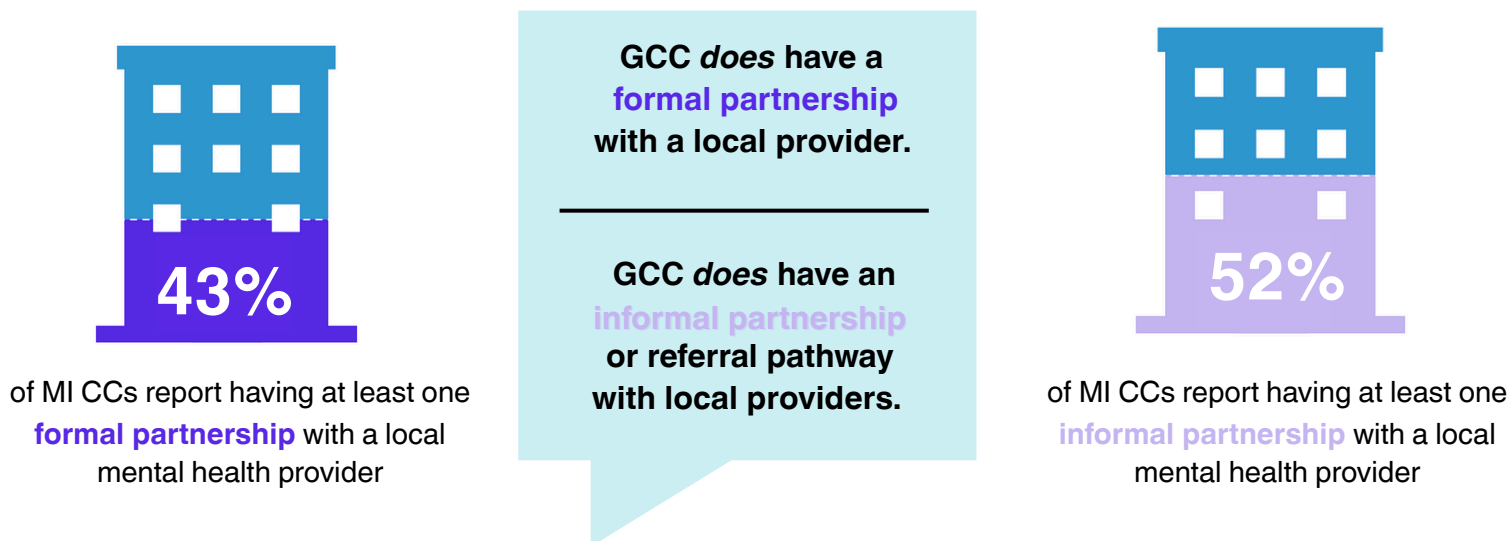 43%
of MI CCs report having at least one
formal partnership with a local
mental health provider
GCC does have a
formal partnership
with a local provider.
GCC does have an
informal partnership
or referral pathway
with local providers.
52%
of MI CCs report having at least one
informal partnership with a local
mental health provider